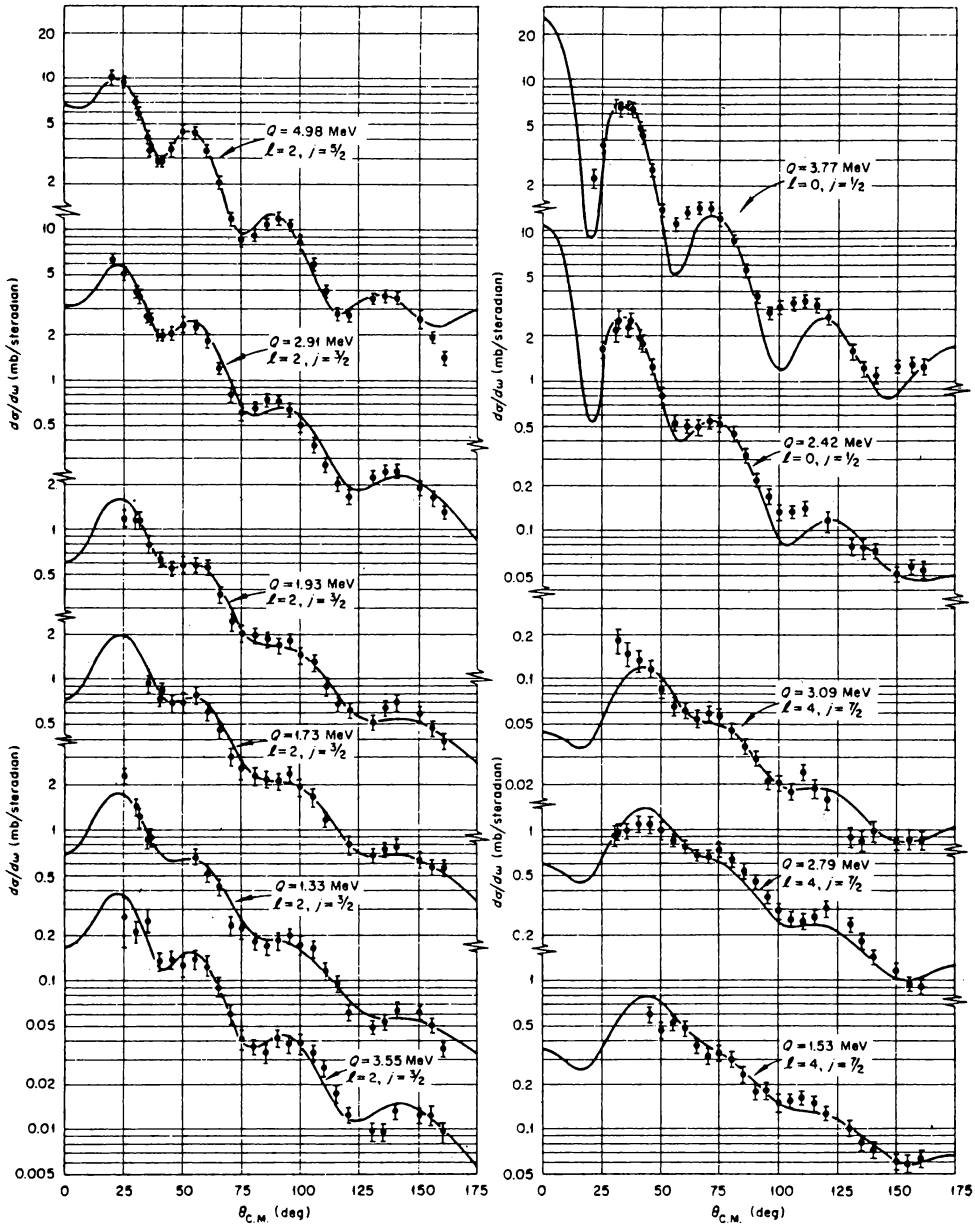 20
10
5
2
10
5
2
1
0.5
2
1
0.5
2
1
0.5
2
1
0.5
0.2
0.1
0.05
0.02
0.01
0.005
dσ/dω (mb/steradian)
dσ/dω (mb/steradian)
Q = 4.98 MeV
ℓ = 2, j = 5/2
Q = 2.91 MeV
ℓ = 2, j = 3/2
Q = 1.93 MeV
ℓ = 2, j = 3/2
Q = 1.73 MeV
ℓ = 2, j = 3/2
Q = 1.33 MeV
ℓ = 2, j = 3/2
Q = 3.55 MeV
ℓ = 2, j = 3/2
0 25 50 75 100 125 150 175
θC.M. (deg)
20
10
5
2
10
5
2
1
0.5
0.2
0.1
0.05
0.2
0.1
0.05
0.02
2
1
0.5
0.2
1
0.5
0.2
0.1
0.05
dσ/dω (mb/steradian)
dσ/dω (mb/steradian)
Q = 3.77 MeV
ℓ = 0, j = 1/2
Q = 2.42 MeV
ℓ = 0, j = 1/2
Q = 3.09 MeV
ℓ = 4, j = 7/2
Q = 2.79 MeV
ℓ = 4, j = 7/2
Q = 1.53 MeV
ℓ = 4, j = 7/2
0 25 50 75 100 125 150 175
θC.M. (deg)